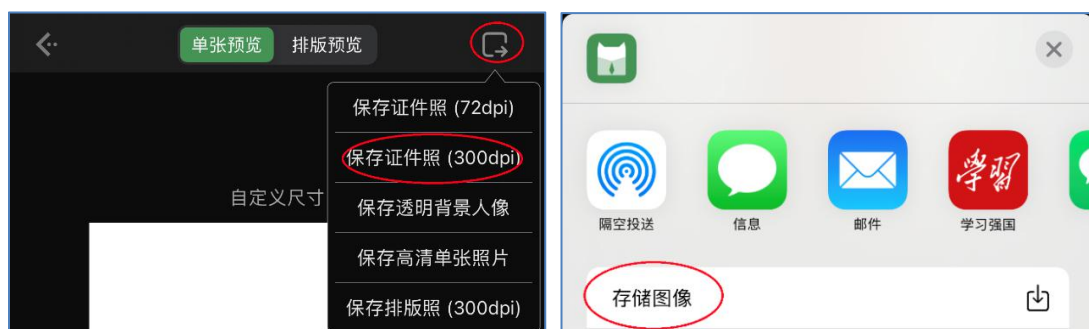 单张预览 排版预览
保存证件照 (72dpi)
保存证件照 (300dpi)
自定义尺寸
保存透明背景人像
保存高清单张照片
保存排版照 (300dpi)
学习
隔空投送 信息 邮件 学习强国
存储图像